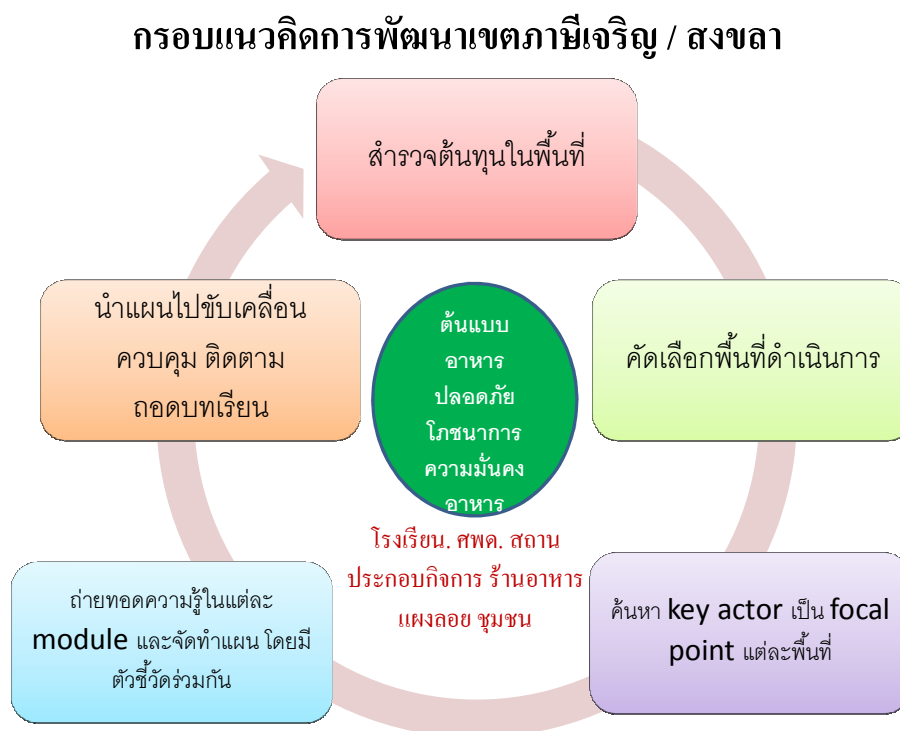 กรอบแนวคิดการพัฒนาเขตภาษีเจริญ / สงขลา
สำรวจต้นทุนในพื้นที่
คัดเลือกพื้นที่ดำเนินการ
ค้นหา key actor เป็น focal
point แต่ละพื้นที่
ถ่ายทอดความรู้ในแต่ละ
module และจัดทำแผน โดยมี
ตัวชี้วัดร่วมกัน
นำแผนไปขับเคลื่อน
ควบคุม ติดตาม
ถอดบทเรียน
ต้นแบบ
อาหาร
ปลอดภัย
โภชนาการ
ความมั่นคง
อาหาร
โรงเรียน. ศพด. สถาน
ประกอบกิจการ ร้านอาหาร
แผงลอย ชุมชน